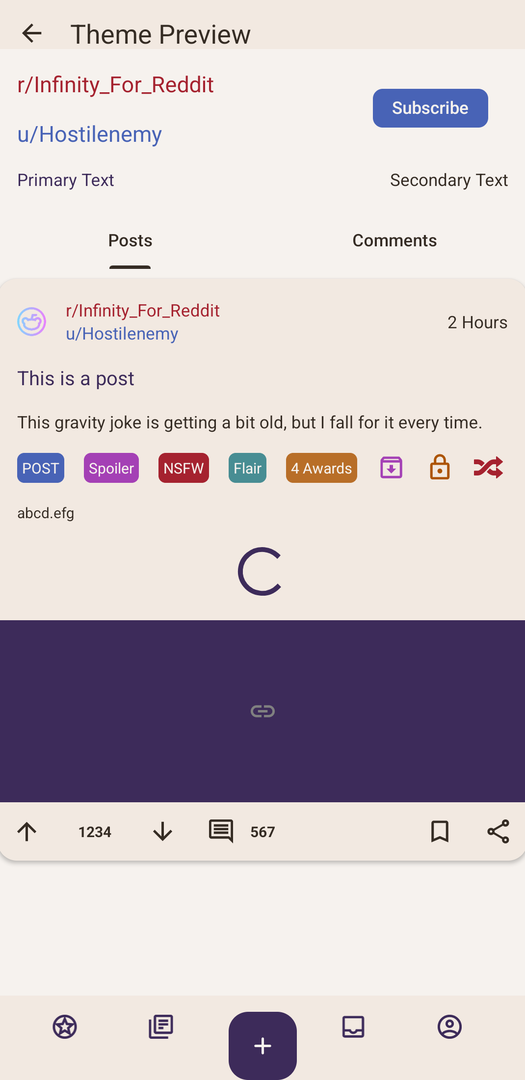 Theme Preview
r/Infinity_For_Reddit
Subscribe
u/Hostilenemy
Primary Text
Secondary Text
Posts
Comments
r/Infinity_For_Reddit
u/Hostilenemy
2 Hours
This is a post
This gravity joke is getting a bit old, but I fall for it every time.
POST Spoiler NSFW Flair 4 Awards
abcd.efg
1234 567